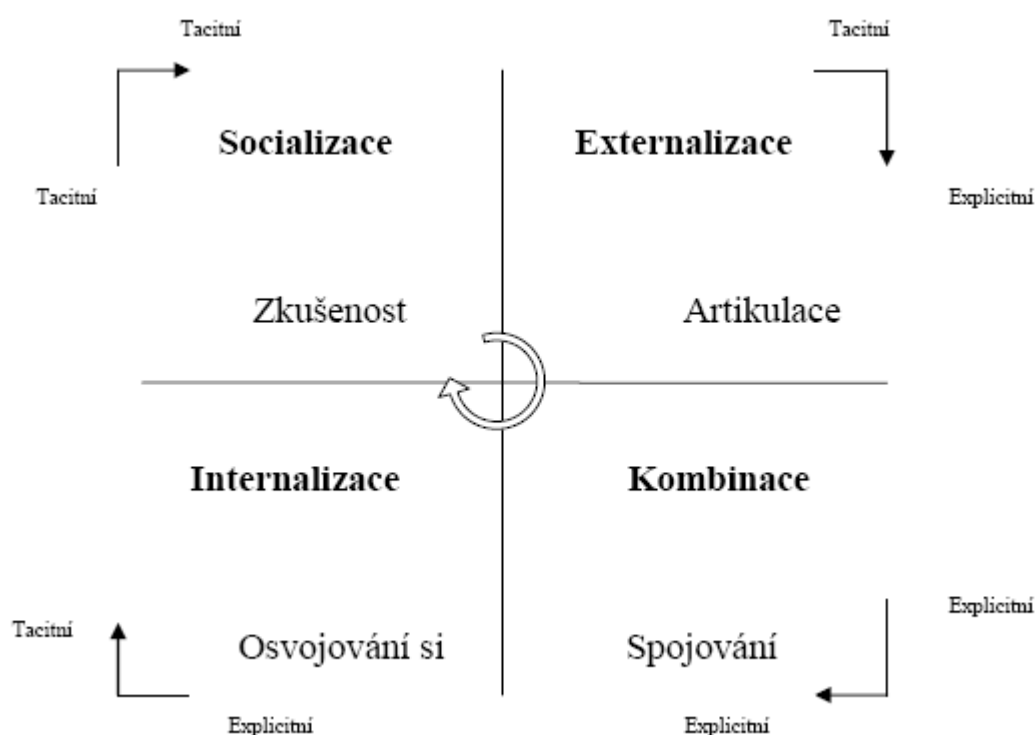 Tacitní
Tacitní
Socializace
Externalizace
Tacitní
Explicitní
Zkušenost
Artikulace
Internalizace
Kombinace
Explicitní
Tacitní
Osvojování si
Spojování
Explicitní
Explicitní